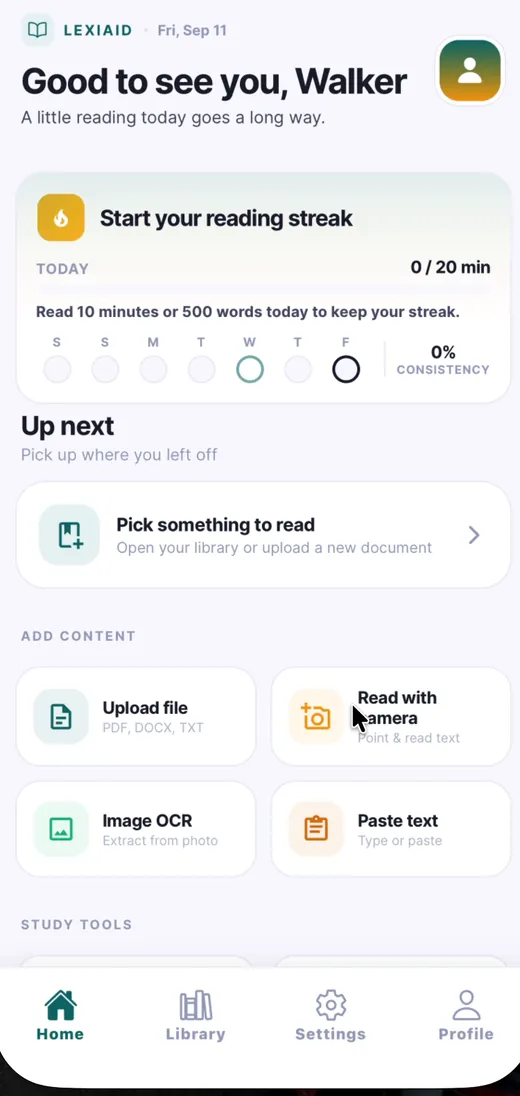 LEXIAID · Fri, Sep 11
Good to see you, Walker
A little reading today goes a long way.
Start your reading streak
TODAY 0 / 20 min
Read 10 minutes or 500 words today to keep your streak.
S S M T W T F
0%
CONSISTENCY
Up next
Pick up where you left off
Pick something to read
Open your library or upload a new document
ADD CONTENT
Upload file
PDF, DOCX, TXT
Read with
camera
Point & read text
Image OCR
Extract from photo
Paste text
Type or paste
STUDY TOOLS
Home Library Settings Profile